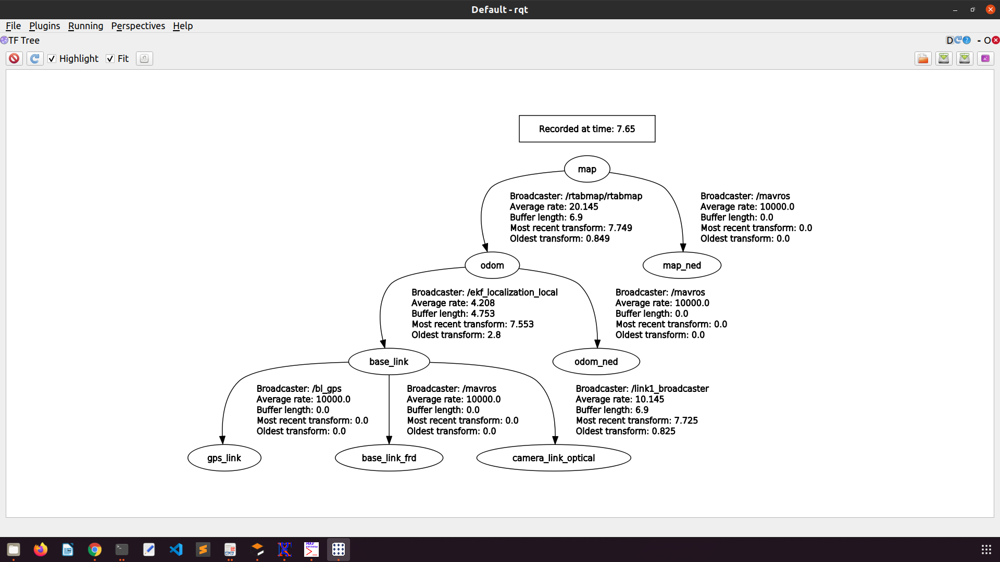 Default - rqt
File Plugins Running Perspectives Help
TF Tree
D ? - O
Highlight Fit
Recorded at time: 7.65
map
Broadcaster: /rtabmap/rtabmap
Average rate: 20.145
Buffer length: 6.9
Most recent transform: 7.749
Oldest transform: 0.849
Broadcaster: /mavros
Average rate: 10000.0
Buffer length: 0.0
Most recent transform: 0.0
Oldest transform: 0.0
odom
map_ned
Broadcaster: /ekf_localization_local
Average rate: 4.208
Buffer length: 4.753
Most recent transform: 7.553
Oldest transform: 2.8
Broadcaster: /mavros
Average rate: 10000.0
Buffer length: 0.0
Most recent transform: 0.0
Oldest transform: 0.0
base_link
odom_ned
Broadcaster: /bl_gps
Average rate: 10000.0
Buffer length: 0.0
Most recent transform: 0.0
Oldest transform: 0.0
Broadcaster: /mavros
Average rate: 10000.0
Buffer length: 0.0
Most recent transform: 0.0
Oldest transform: 0.0
Broadcaster: /link1_broadcaster
Average rate: 10.145
Buffer length: 6.9
Most recent transform: 7.725
Oldest transform: 0.825
gps_link
base_link_frd
camera_link_optical
MAV